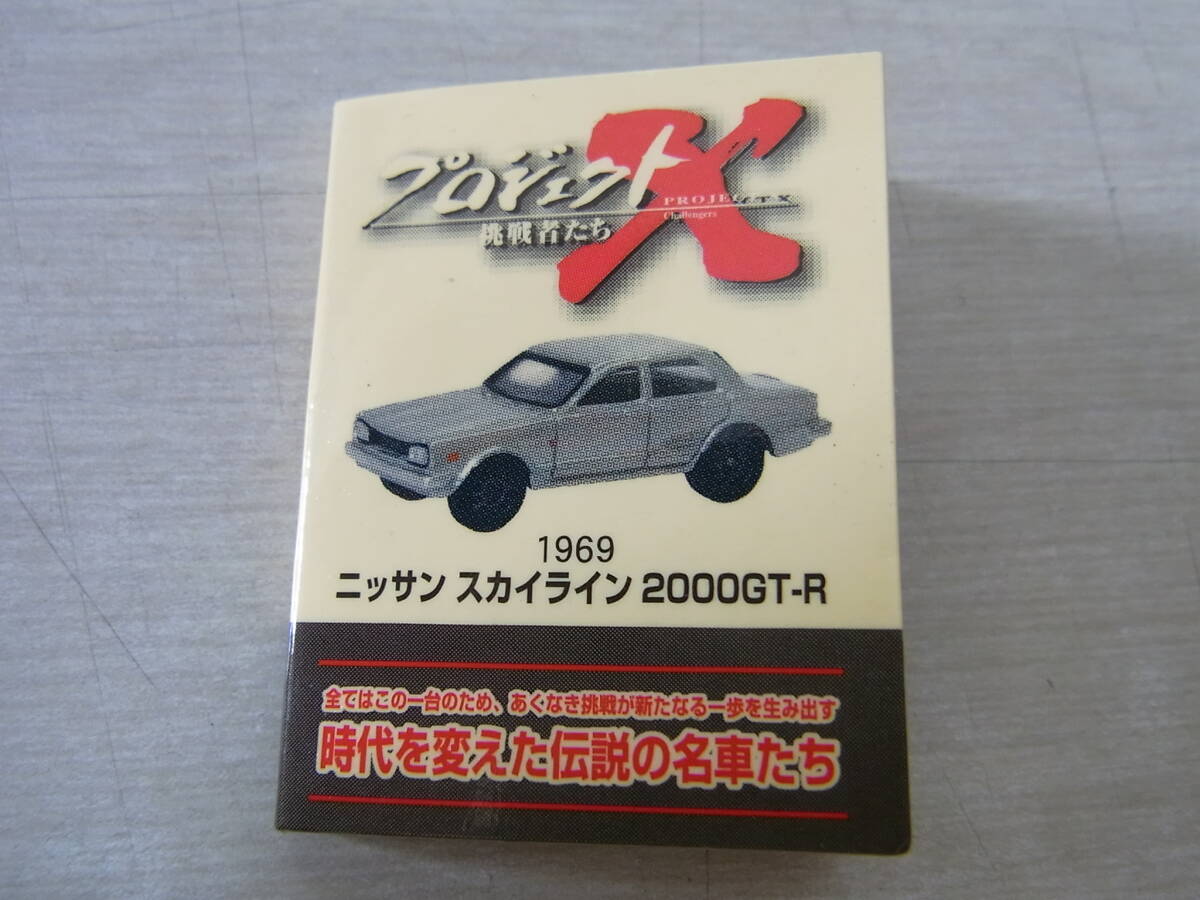 プロジェクトX
PROJECT X
Challengers
挑戦者たち
1969
ニッサン スカイライン 2000GT-R
全てはこの一台のため、あくなき挑戦が新たなる一歩を生み出す
時代を変えた伝説の名車たち